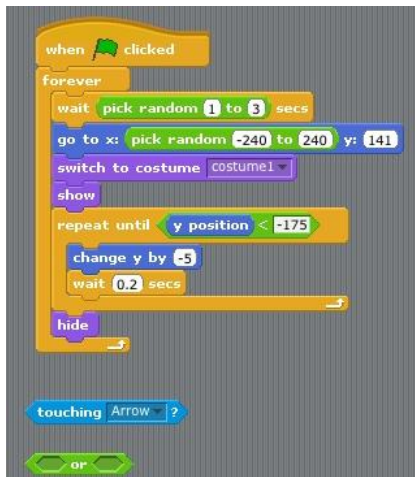 when clicked
forever
wait pick random 1 to 3 secs
go to x: pick random -240 to 240 y: 141
switch to costume costume1
show
repeat until y position < -175
change y by -5
wait 0.2 secs
hide
touching Arrow ?
or